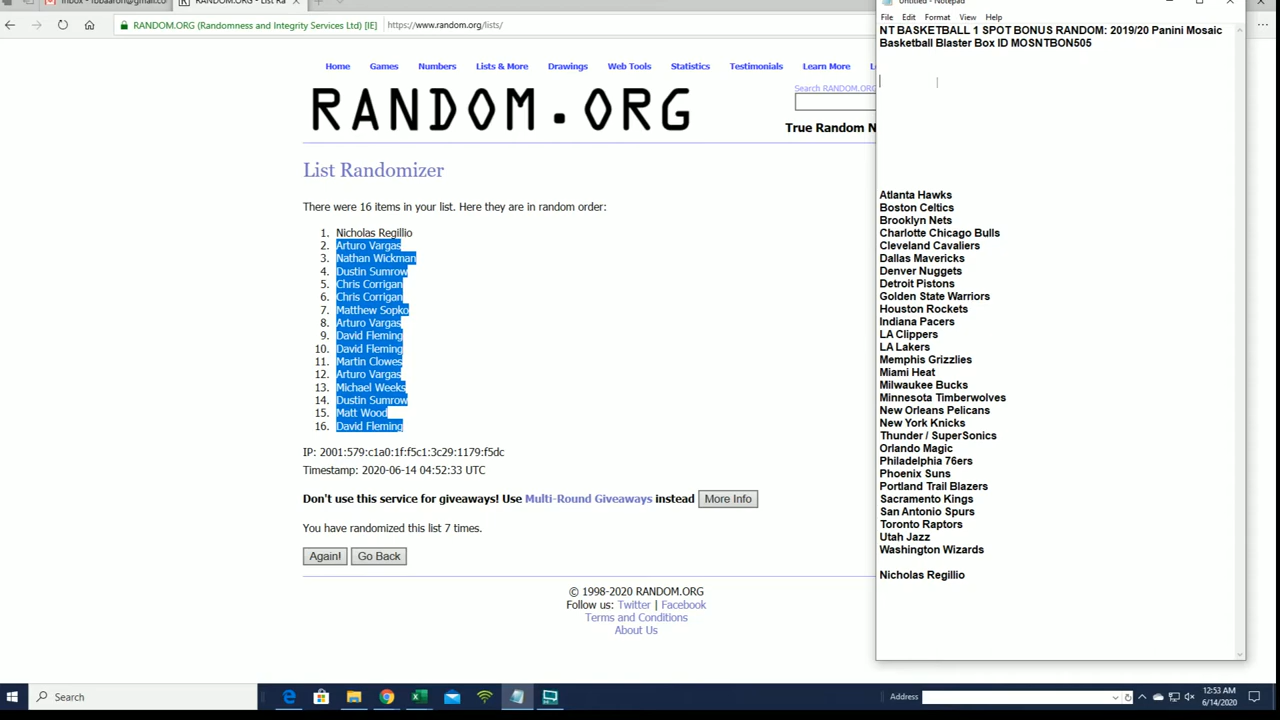 Inbox - fbbaaron@gmail.co
RANDOM.ORG - List Ra
RANDOM.ORG (Randomness and Integrity Services Ltd) [IE]
https://www.random.org/lists/
Home Games Numbers Lists & More Drawings Web Tools Statistics Testimonials Learn More
Search RANDOM.ORG
RANDOM.ORG
True Random N
List Randomizer
There were 16 items in your list. Here they are in random order:
1. Nicholas Regillio
2. Arturo Vargas
3. Nathan Wickman
4. Dustin Sumrow
5. Chris Corrigan
6. Chris Corrigan
7. Matthew Sopko
8. Arturo Vargas
9. David Fleming
10. David Fleming
11. Martin Clowes
12. Arturo Vargas
13. Michael Weeks
14. Dustin Sumrow
15. Matt Wood
16. David Fleming
IP: 2001:579:c1a0:1f:f5c1:3c29:1179:f5dc
Timestamp: 2020-06-14 04:52:33 UTC
Don't use this service for giveaways! Use Multi-Round Giveaways instead More Info
You have randomized this list 7 times.
Again! Go Back
© 1998-2020 RANDOM.ORG
Follow us: Twitter | Facebook
Terms and Conditions
About Us
Untitled - Notepad
File Edit Format View Help
NT BASKETBALL 1 SPOT BONUS RANDOM: 2019/20 Panini Mosaic
Basketball Blaster Box ID MOSNTBON505
Atlanta Hawks
Boston Celtics
Brooklyn Nets
Charlotte Chicago Bulls
Cleveland Cavaliers
Dallas Mavericks
Denver Nuggets
Detroit Pistons
Golden State Warriors
Houston Rockets
Indiana Pacers
LA Clippers
LA Lakers
Memphis Grizzlies
Miami Heat
Milwaukee Bucks
Minnesota Timberwolves
New Orleans Pelicans
New York Knicks
Thunder / SuperSonics
Orlando Magic
Philadelphia 76ers
Phoenix Suns
Portland Trail Blazers
Sacramento Kings
San Antonio Spurs
Toronto Raptors
Utah Jazz
Washington Wizards
Nicholas Regillio
Search
Address
12:53 AM
6/14/2020